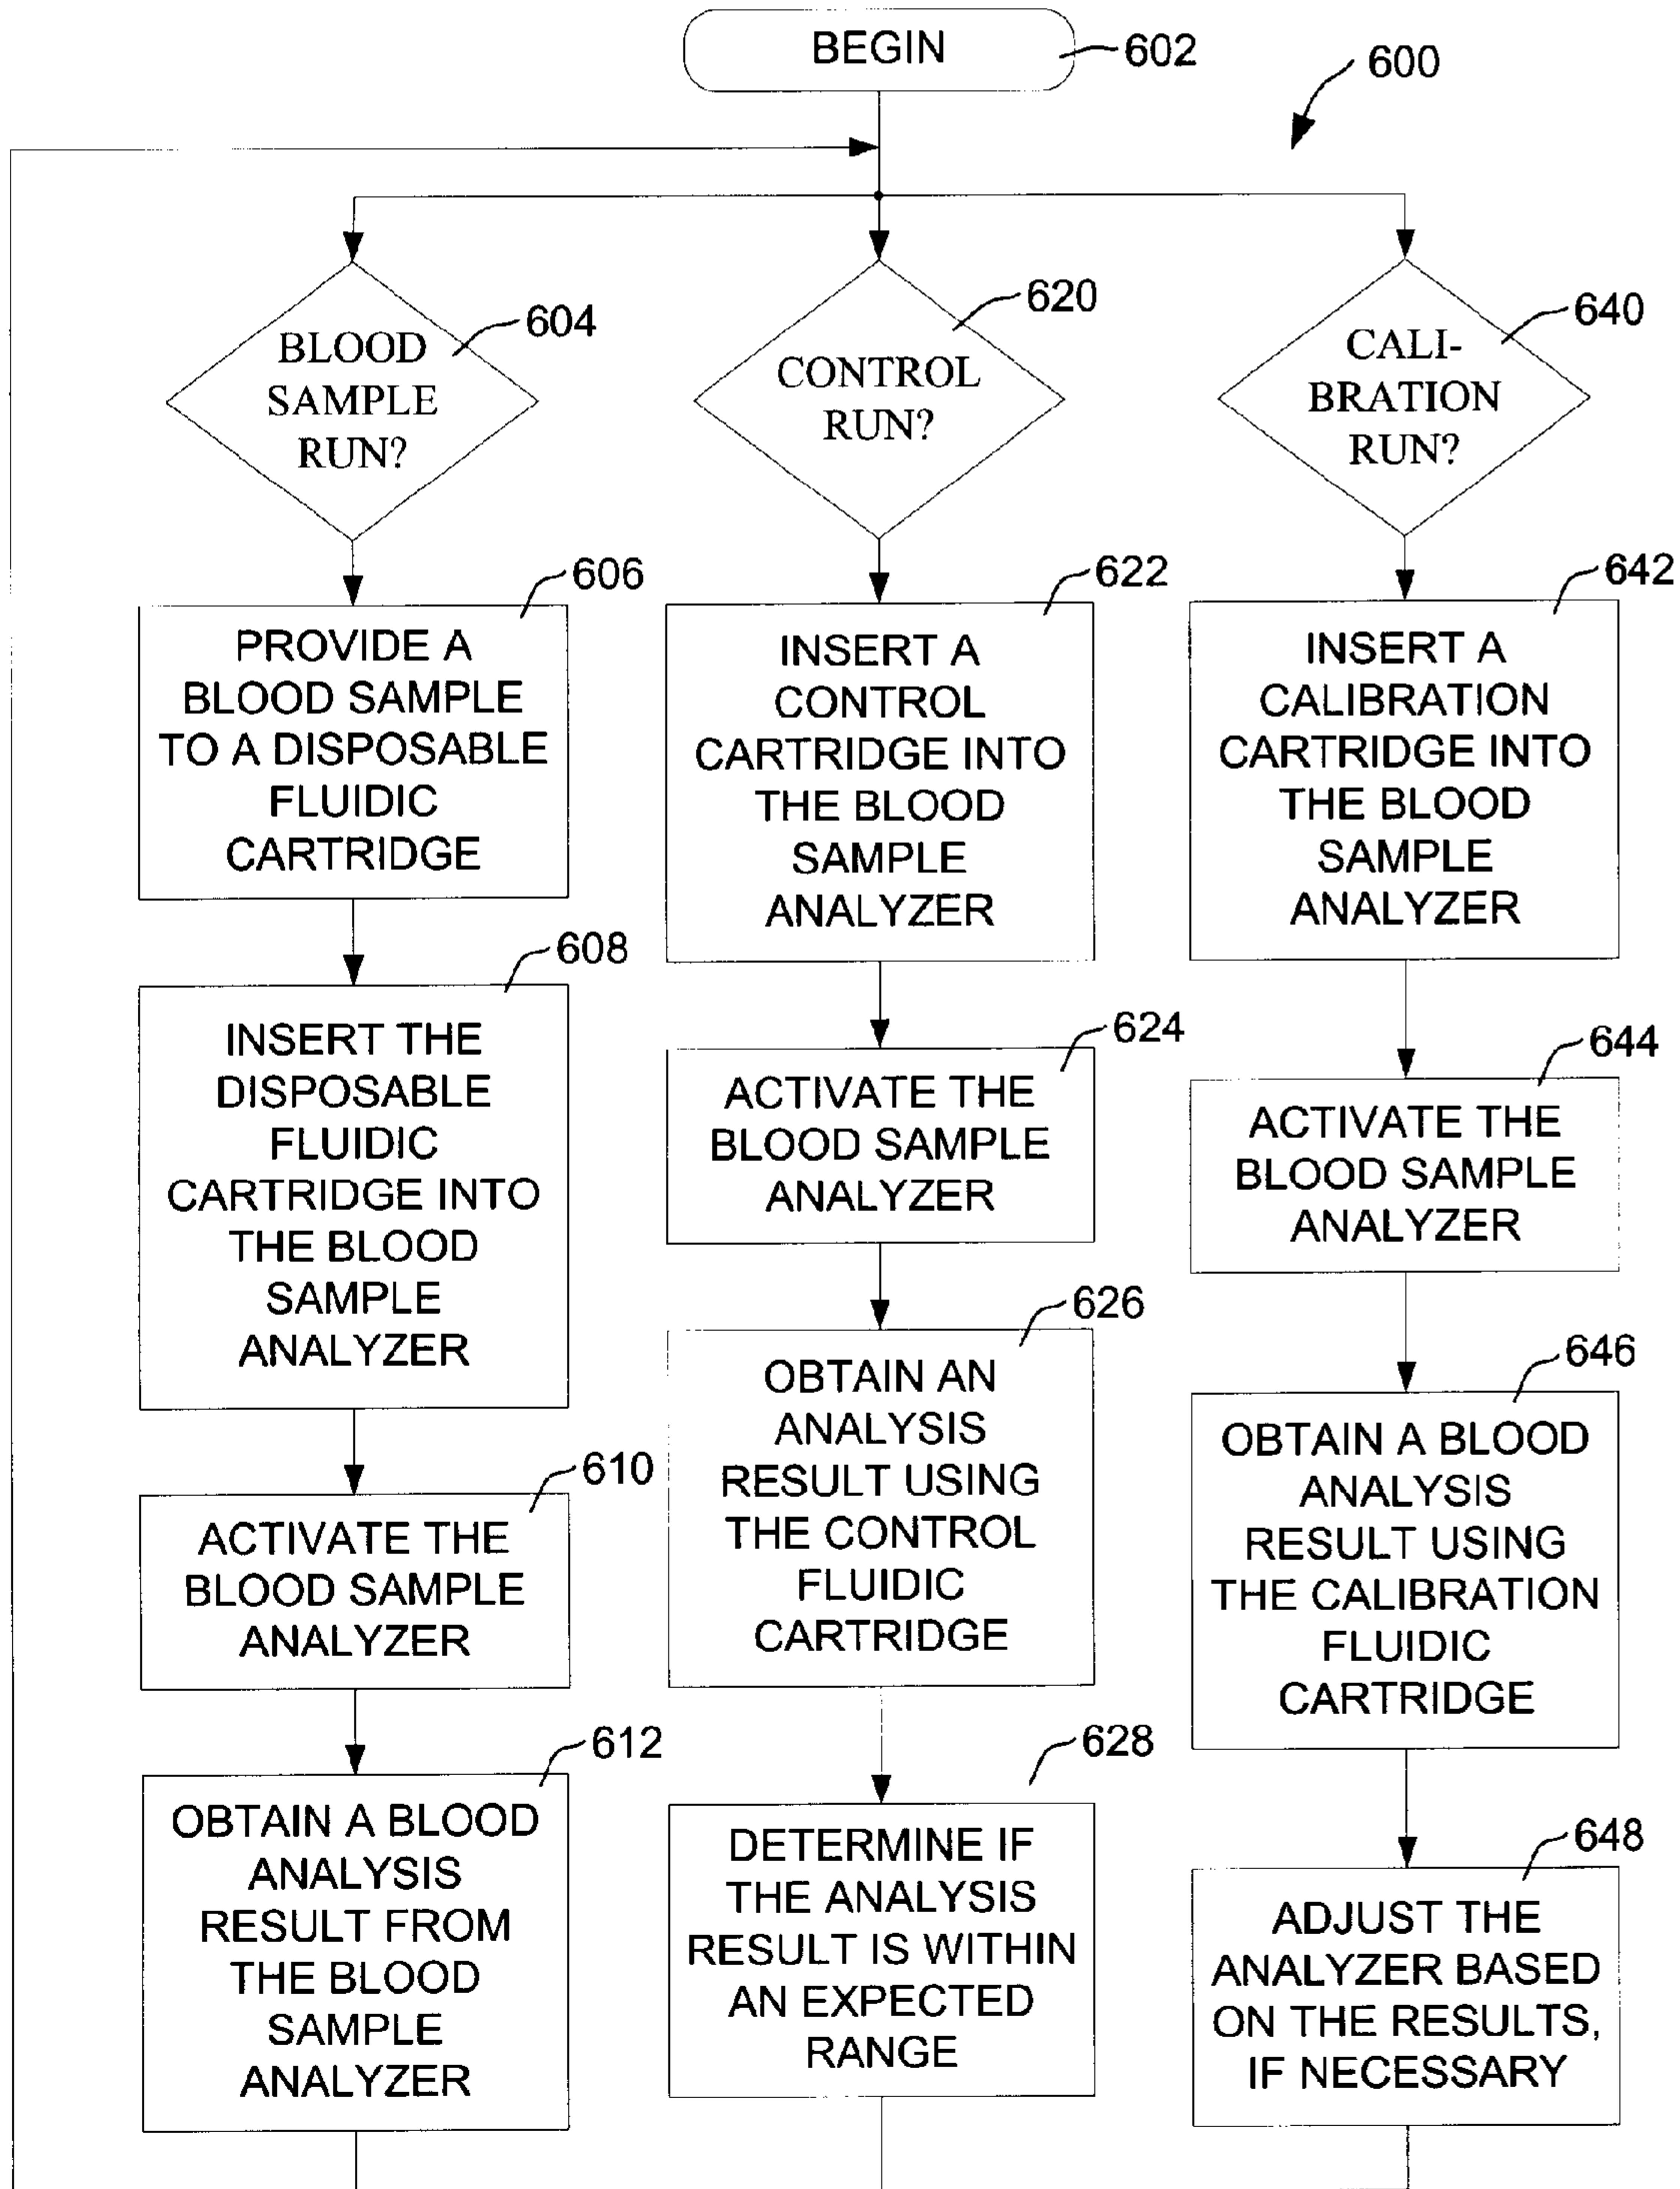 BEGIN
602
600
BLOOD
SAMPLE
RUN?
604
CONTROL
RUN?
620
CALI-
BRATION
RUN?
640
606
PROVIDE A
BLOOD SAMPLE
TO A DISPOSABLE
FLUIDIC
CARTRIDGE
608
INSERT THE
DISPOSABLE
FLUIDIC
CARTRIDGE INTO
THE BLOOD
SAMPLE
ANALYZER
610
ACTIVATE THE
BLOOD SAMPLE
ANALYZER
612
OBTAIN A BLOOD
ANALYSIS
RESULT FROM
THE BLOOD
SAMPLE
ANALYZER
622
INSERT A
CONTROL
CARTRIDGE INTO
THE BLOOD
SAMPLE
ANALYZER
624
ACTIVATE THE
BLOOD SAMPLE
ANALYZER
626
OBTAIN AN
ANALYSIS
RESULT USING
THE CONTROL
FLUIDIC
CARTRIDGE
628
DETERMINE IF
THE ANALYSIS
RESULT IS WITHIN
AN EXPECTED
RANGE
642
INSERT A
CALIBRATION
CARTRIDGE INTO
THE BLOOD
SAMPLE
ANALYZER
644
ACTIVATE THE
BLOOD SAMPLE
ANALYZER
646
OBTAIN A BLOOD
ANALYSIS
RESULT USING
THE CALIBRATION
FLUIDIC
CARTRIDGE
648
ADJUST THE
ANALYZER BASED
ON THE RESULTS,
IF NECESSARY